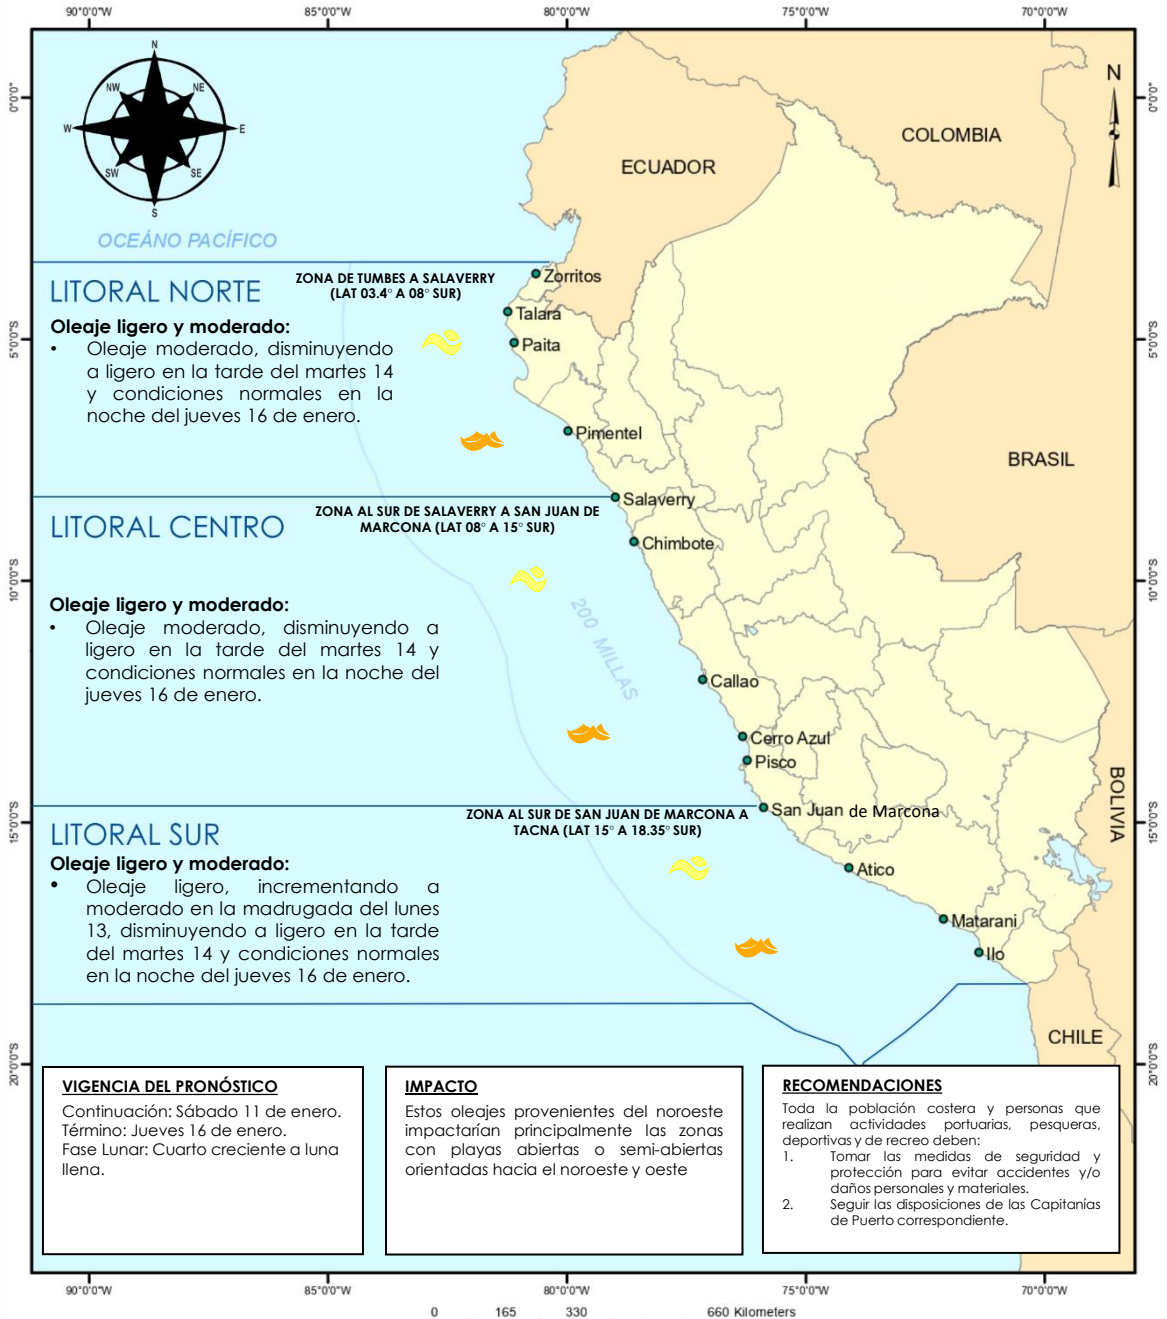 90°0'0"W 85°0'0"W 80°0'0"W 75°0'0"W 70°0'0"W
N
NW NE
W E
SW SE
S
N
0°0'0" 0°0'0"
COLOMBIA
ECUADOR
OCEÁNO PACÍFICO
LITORAL NORTE
ZONA DE TUMBES A SALAVERRY
(LAT 03.4° A 08° SUR)
Zorritos
Talara
Paita
Oleaje ligero y moderado:
• Oleaje moderado, disminuyendo
a ligero en la tarde del martes 14
y condiciones normales en la
noche del jueves 16 de enero.
5°0'0"S 5°0'0"S
Pimentel
BRASIL
Salaverry
LITORAL CENTRO
ZONA AL SUR DE SALAVERRY A SAN JUAN DE
MARCONA (LAT 08° A 15° SUR)
Chimbote
10°0'0"S 10°0'0"S
200 MILLAS
Oleaje ligero y moderado:
• Oleaje moderado, disminuyendo a
ligero en la tarde del martes 14 y
condiciones normales en la noche del
jueves 16 de enero.
Callao
Cerro Azul
Pisco
BOLIVIA
San Juan de Marcona
15°0'0"S 15°0'0"S
LITORAL SUR
ZONA AL SUR DE SAN JUAN DE MARCONA A
TACNA (LAT 15° A 18.35° SUR)
Oleaje ligero y moderado:
• Oleaje ligero, incrementando a
moderado en la madrugada del lunes
13, disminuyendo a ligero en la tarde
del martes 14 y condiciones normales
en la noche del jueves 16 de enero.
Atico
Matarani
Ilo
CHILE
20°0'0"S 20°0'0"S
VIGENCIA DEL PRONÓSTICO
Continuación: Sábado 11 de enero.
Término: Jueves 16 de enero.
Fase Lunar: Cuarto creciente a luna
llena.
IMPACTO
Estos oleajes provenientes del noroeste
impactarían principalmente las zonas
con playas abiertas o semi-abiertas
orientadas hacia el noroeste y oeste
RECOMENDACIONES
Toda la población costera y personas que
realizan actividades portuarias, pesqueras,
deportivas y de recreo deben:
1. Tomar las medidas de seguridad y
protección para evitar accidentes y/o
daños personales y materiales.
2. Seguir las disposiciones de las Capitanías
de Puerto correspondiente.
90°0'0"W 85°0'0"W 80°0'0"W 75°0'0"W 70°0'0"W
0 165 330 660 Kilometers